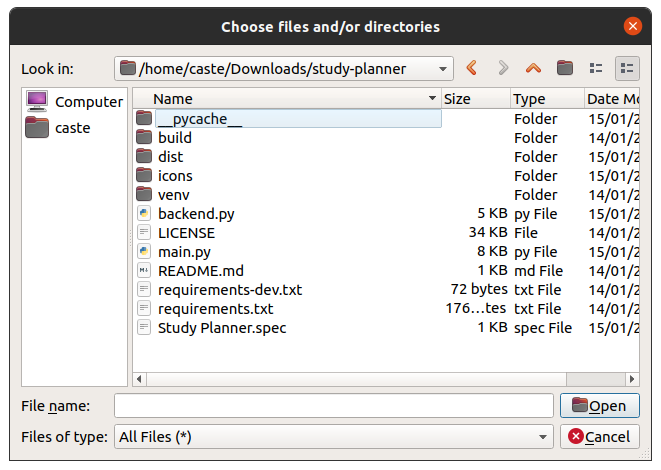 Choose files and/or directories
Look in: /home/caste/Downloads/study-planner
Computer
caste
Name Size Type Date Mo
__pycache__ Folder 15/01/2
build Folder 14/01/2
dist Folder 15/01/2
icons Folder 15/01/2
venv Folder 14/01/2
backend.py 5 KB py File 15/01/2
LICENSE 34 KB File 14/01/2
main.py 8 KB py File 15/01/2
README.md 1 KB md File 14/01/2
requirements-dev.txt 72 bytes txt File 14/01/2
requirements.txt 176...tes txt File 14/01/2
Study Planner.spec 1 KB spec File 15/01/2
File name: Open
Files of type: All Files (*) Cancel